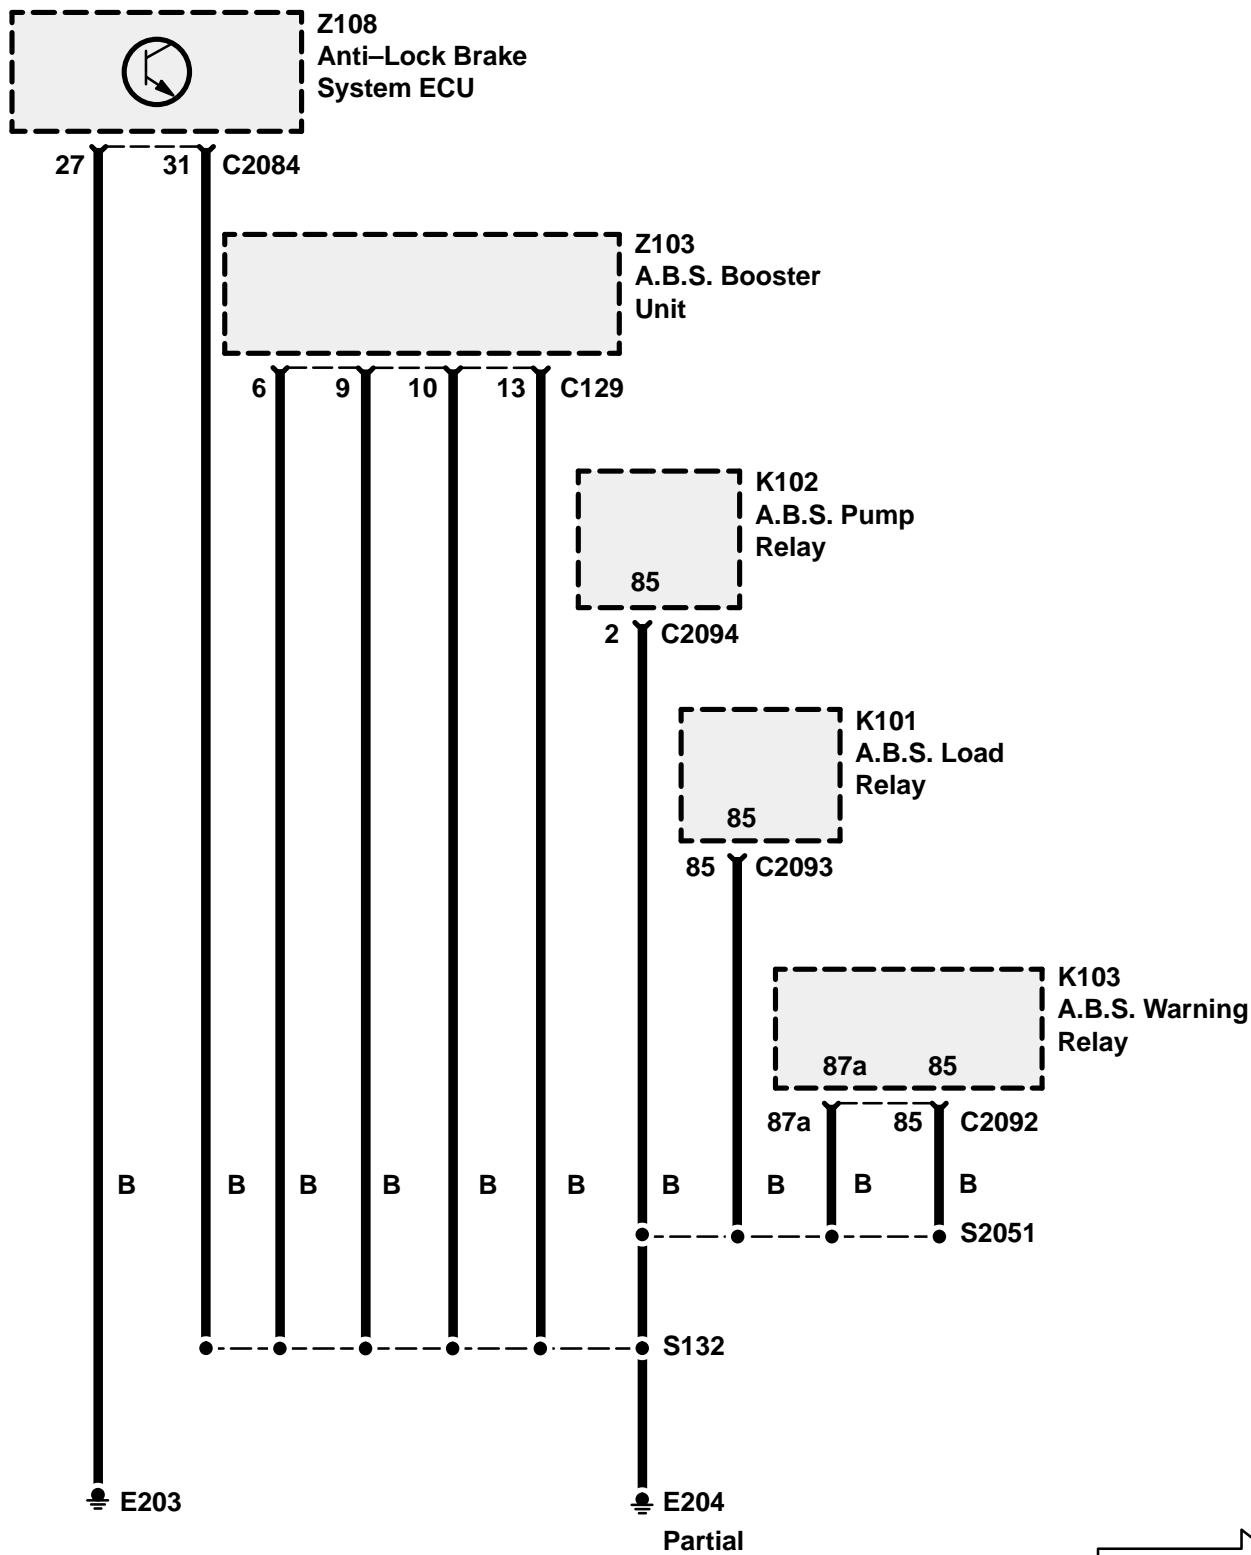 Z108
Anti–Lock Brake
System ECU
27
31
C2084
Z103
A.B.S. Booster
Unit
6
9
10
13
C129
K102
A.B.S. Pump
Relay
85
2
C2094
K101
A.B.S. Load
Relay
85
85
C2093
K103
A.B.S. Warning
Relay
87a
85
87a
85
C2092
B
B
B
B
B
B
B
B
B
B
S2051
S132
E203
E204
Partial